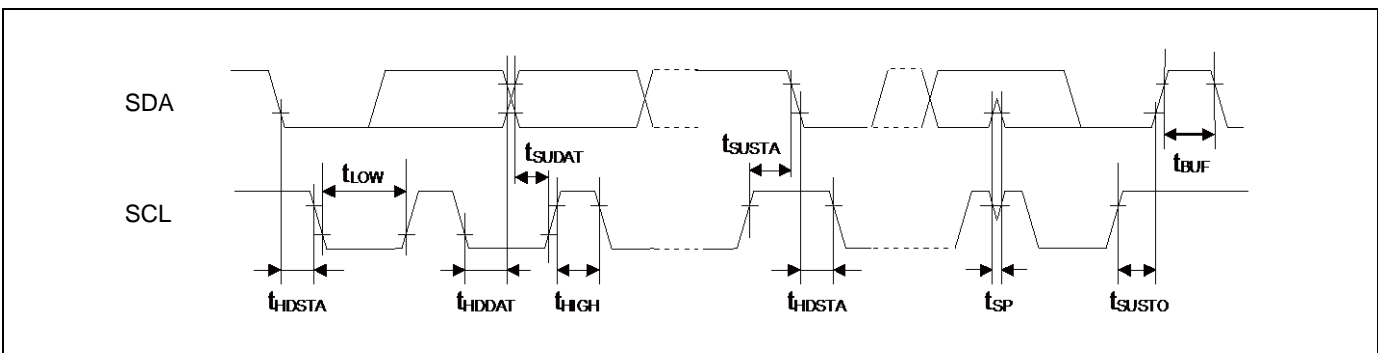 SDA
tSUDAT
tSUSTA
tBUF
tLOW
SCL
tHDSTA
tHDDAT
tHIGH
tHDSTA
tSP
tSUSTO